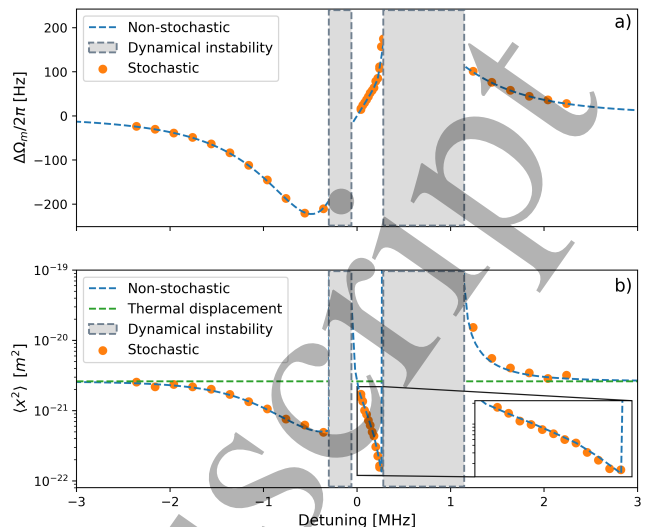 a)
Non-stochastic
Dynamical instability
Stochastic
200
100
0
−100
−200
ΔΩₘ/2π [Hz]
b)
Non-stochastic
Thermal displacement
Dynamical instability
Stochastic
10⁻¹⁹
10⁻²⁰
10⁻²¹
10⁻²²
⟨x²⟩ [m²]
−3 −2 −1 0 1 2 3
Detuning [MHz]
script